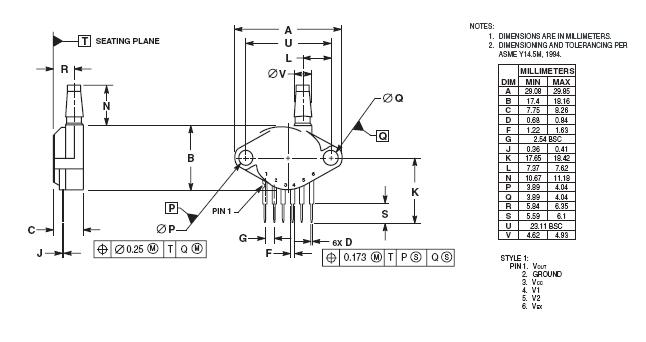 A
T SEATING PLANE
U
R
L
ØV
N
ØQ
Q
B
1 2 3 4 5 6
K
P
PIN 1
S
ØP
C
G
6X D
J
F
Ø 0.25 Ⓜ T Q Ⓜ
0.173 Ⓜ T P Ⓢ Q Ⓢ
NOTES:
1. DIMENSIONS ARE IN MILLIMETERS.
2. DIMENSIONING AND TOLERANCING PER
ASME Y14.5M, 1994.
MILLIMETERS
DIM MIN MAX
A 29.08 29.85
B 17.4 18.16
C 7.75 8.26
D 0.68 0.84
F 1.22 1.63
G 2.54 BSC
J 0.36 0.41
K 17.65 18.42
L 7.37 7.62
N 10.67 11.18
P 3.89 4.04
Q 3.89 4.04
R 5.84 6.35
S 5.59 6.1
U 23.11 BSC
V 4.62 4.93
STYLE 1:
PIN 1. VOUT
2. GROUND
3. VCC
4. V1
5. V2
6. VEX